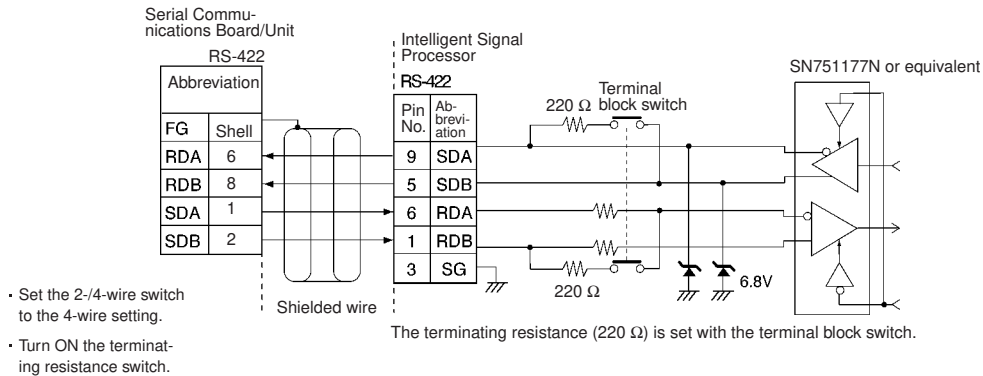 Serial Commu-
nications Board/Unit
RS-422
Abbreviation
FG Shell
RDA 6
RDB 8
SDA 1
SDB 2
Shielded wire
Intelligent Signal
Processor
RS-422
Pin No. Ab-brevi-ation
9 SDA
5 SDB
6 RDA
1 RDB
3 SG
Terminal
220 Ω block switch
220 Ω
6.8V
SN751177N or equivalent
· Set the 2-/4-wire switch
to the 4-wire setting.
· Turn ON the terminat-
ing resistance switch.
The terminating resistance (220 Ω) is set with the terminal block switch.